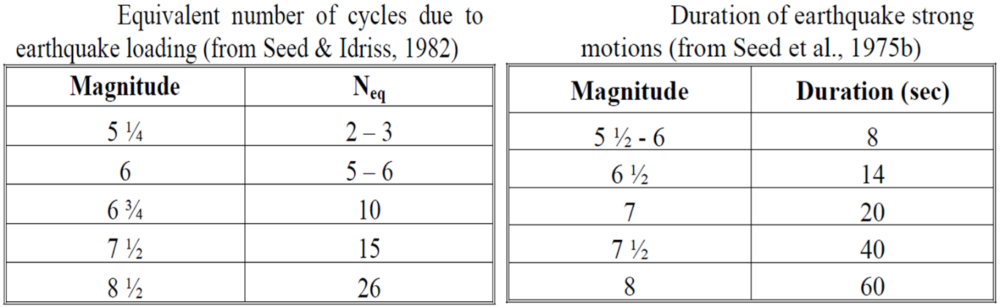 Equivalent number of cycles due to
earthquake loading (from Seed & Idriss, 1982)
Magnitude Neq
5 ¼ 2 – 3
6 5 – 6
6 ¾ 10
7 ½ 15
8 ½ 26
Duration of earthquake strong
motions (from Seed et al., 1975b)
Magnitude Duration (sec)
5 ½ - 6 8
6 ½ 14
7 20
7 ½ 40
8 60